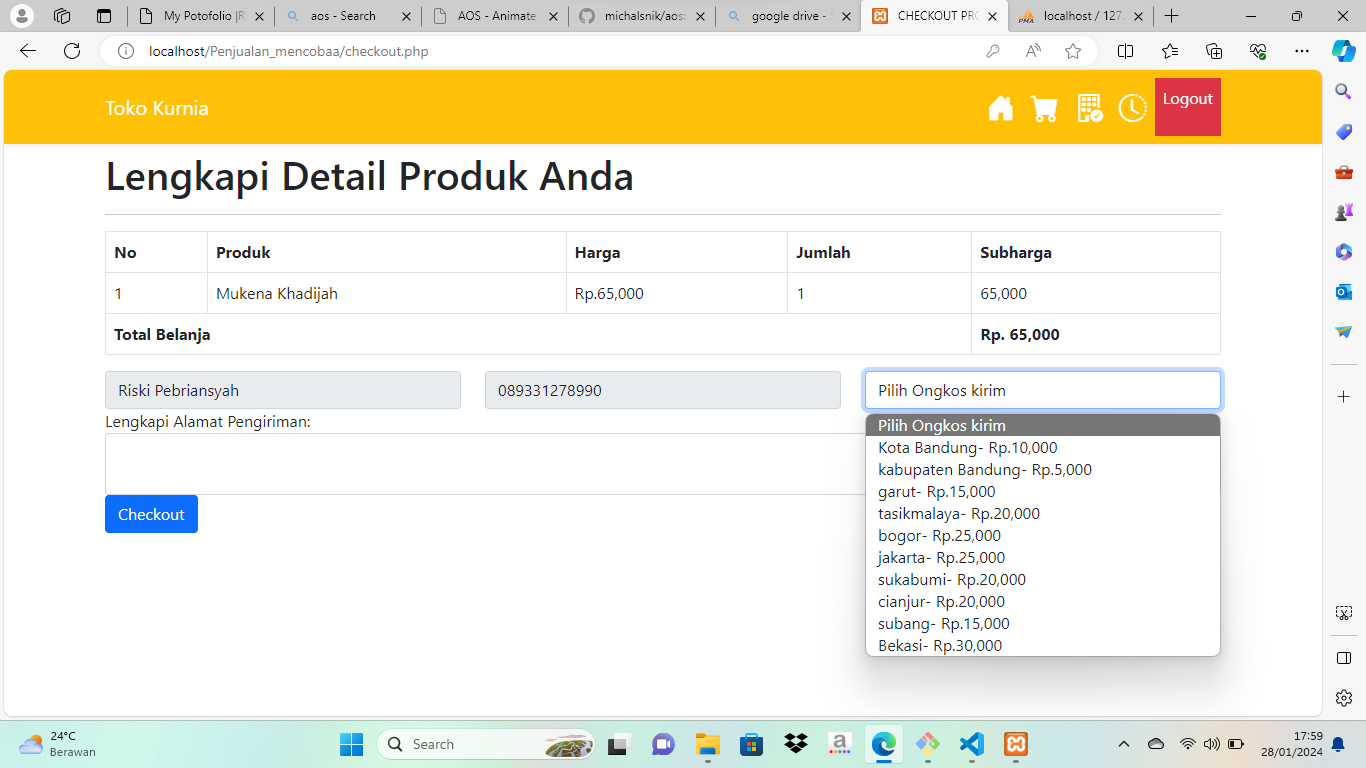 My Potofolio |R
aos - Search
AOS - Animate
michalsnik/aos:
google drive - S
CHECKOUT PRO
localhost / 127.
localhost/Penjualan_mencobaa/checkout.php
Toko Kurnia
Logout
Lengkapi Detail Produk Anda
No Produk Harga Jumlah Subharga
1 Mukena Khadijah Rp.65,000 1 65,000
Total Belanja Rp. 65,000
Riski Pebriansyah 089331278990 Pilih Ongkos kirim
Lengkapi Alamat Pengiriman:
Pilih Ongkos kirim
Kota Bandung- Rp.10,000
kabupaten Bandung- Rp.5,000
garut- Rp.15,000
tasikmalaya- Rp.20,000
bogor- Rp.25,000
jakarta- Rp.25,000
sukabumi- Rp.20,000
cianjur- Rp.20,000
subang- Rp.15,000
Bekasi- Rp.30,000
Checkout
24°C
Berawan
Search
17:59
28/01/2024